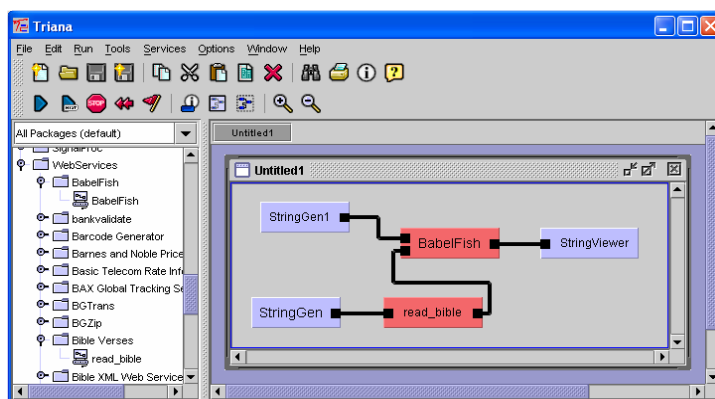 Triana
File Edit Run Tools Services Options Window Help
STOP
All Packages (default)
Untitled1
SignalProc
WebServices
BabelFish
BabelFish
bankvalidate
Barcode Generator
Barnes and Noble Price
Basic Telecom Rate Inf
BAX Global Tracking Se
BGTrans
BGZip
Bible Verses
read_bible
Bible XML Web Service
Untitled1
StringGen1
BabelFish
StringViewer
StringGen
read_bible